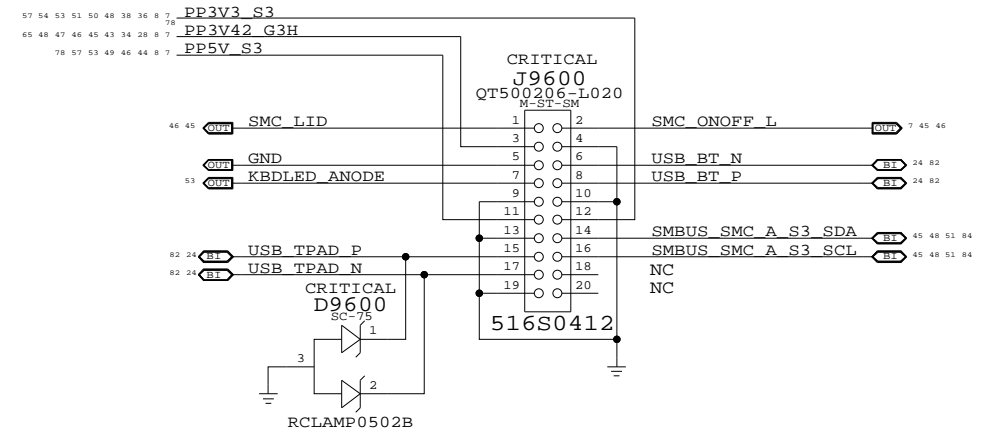 57 54 53 51 50 48 38 36 8 7 PP3V3_S3
78
65 48 47 46 45 43 34 28 8 7 PP3V42_G3H
78 57 53 49 46 44 8 7 PP5V_S3
CRITICAL
J9600
QT500206-L020
M-ST-SM
46 45 OUT SMC_LID 1 2 SMC_ONOFF_L OUT 7 45 46
3 4
OUT GND 5 6 USB_BT_N BI 24 82
53 OUT KBDLED_ANODE 7 8 USB_BT_P BI 24 82
9 10
11 12
13 14 SMBUS_SMC_A_S3_SDA BI 45 48 51 84
82 24 BI USB_TPAD_P 15 16 SMBUS_SMC_A_S3_SCL BI 45 48 51 84
82 24 BI USB_TPAD_N 17 18 NC
19 20 NC
CRITICAL
D9600
SC-75
516S0412
1
3
2
RCLAMP0502B